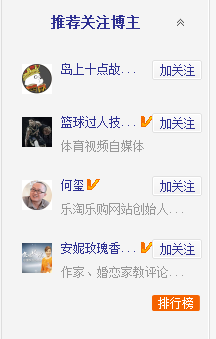 推荐关注博主
岛上十点故... 加关注
篮球过人技... 加关注
体育视频自媒体
何玺 加关注
乐淘乐购网站创始人...
安妮玫瑰香... 加关注
作家、婚恋家教评论...
排行榜